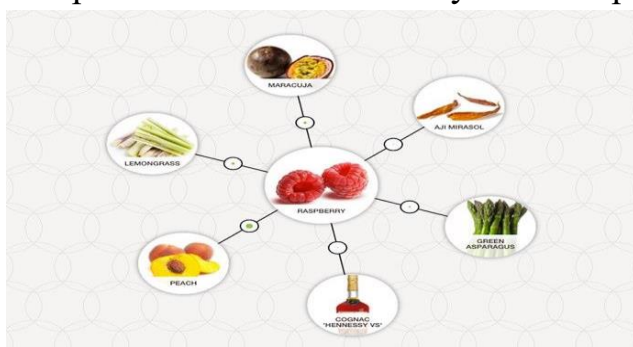 MARACUJA
AJI MIRASOL
LEMONGRASS
RASPBERRY
GREEN
ASPARAGUS
PEACH
COGNAC
"HENNESSY VS"